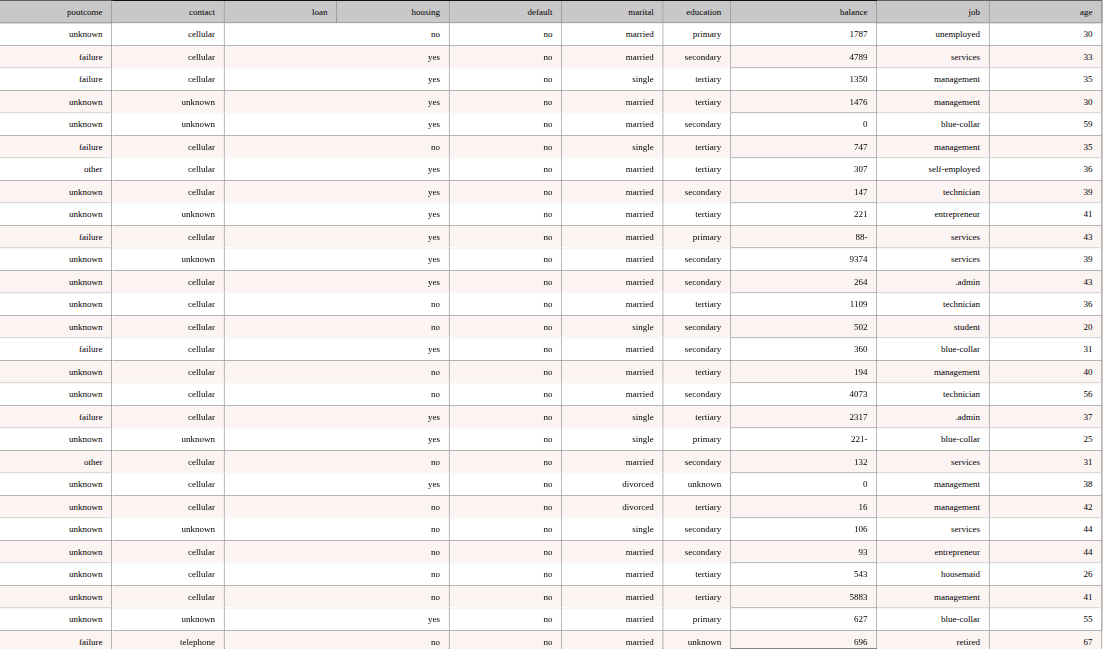 poutcome contact loan housing default marital education balance job age
unknown cellular no no married primary 1787 unemployed 30
failure cellular yes no married secondary 4789 services 33
failure cellular yes no single tertiary 1350 management 35
unknown unknown yes no married tertiary 1476 management 30
unknown unknown yes no married secondary 0 blue-collar 59
failure cellular no no single tertiary 747 management 35
other cellular yes no married tertiary 307 self-employed 36
unknown cellular yes no married secondary 147 technician 39
unknown unknown yes no married tertiary 221 entrepreneur 41
failure cellular yes no married primary 88- services 43
unknown unknown yes no married secondary 9374 services 39
unknown cellular yes no married secondary 264 .admin 43
unknown cellular no no married tertiary 1109 technician 36
unknown cellular no no single secondary 502 student 20
failure cellular yes no married secondary 360 blue-collar 31
unknown cellular no no married tertiary 194 management 40
unknown cellular no no married secondary 4073 technician 56
failure cellular yes no single tertiary 2317 .admin 37
unknown unknown yes no single primary 221- blue-collar 25
other cellular no no married secondary 132 services 31
unknown cellular yes no divorced unknown 0 management 38
unknown cellular no no divorced tertiary 16 management 42
unknown unknown no no single secondary 106 services 44
unknown cellular no no married secondary 93 entrepreneur 44
unknown cellular no no married tertiary 543 housemaid 26
unknown cellular no no married tertiary 5883 management 41
unknown unknown yes no married primary 627 blue-collar 55
failure telephone no no married unknown 696 retired 67